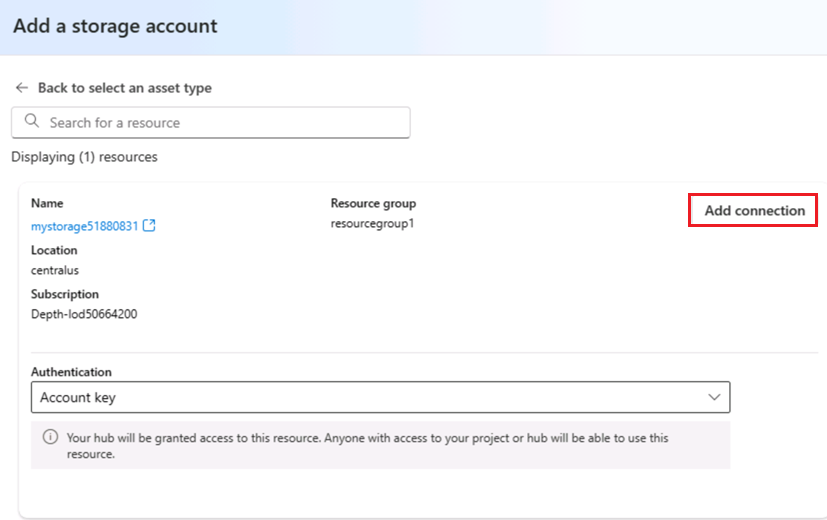 Add a storage account
Back to select an asset type
Search for a resource
Displaying (1) resources
Name
mystorage51880831
Resource group
resourcegroup1
Add connection
Location
centralus
Subscription
Depth-lod50664200
Authentication
Account key
Your hub will be granted access to this resource. Anyone with access to your project or hub will be able to use this
resource.